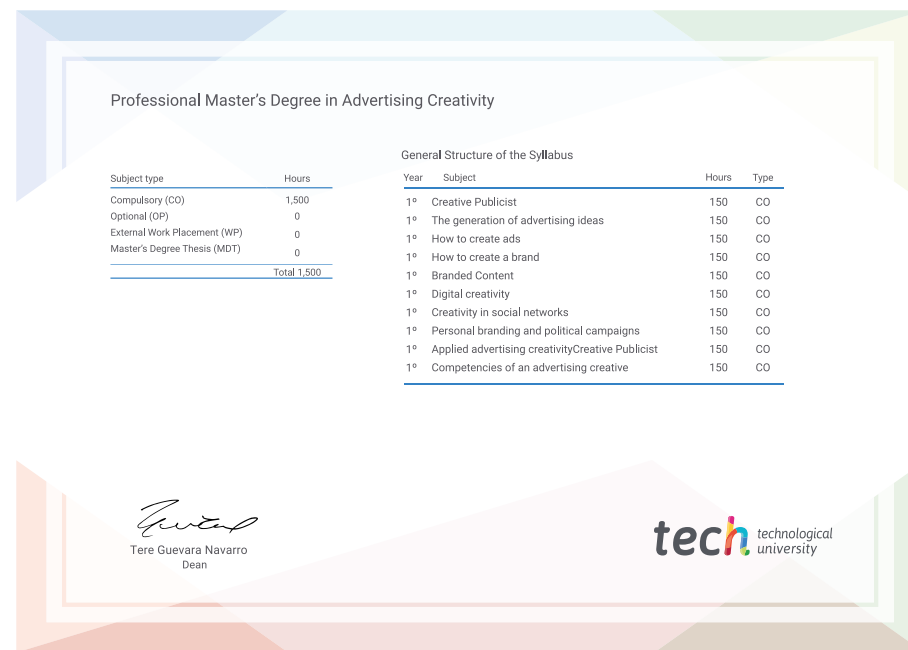 Professional Master's Degree in Advertising Creativity
Subject type Hours
Compulsory (CO) 1,500
Optional (OP) 0
External Work Placement (WP) 0
Master's Degree Thesis (MDT) 0
Total 1,500
General Structure of the Syllabus
Year Subject Hours Type
1º Creative Publicist 150 CO
1º The generation of advertising ideas 150 CO
1º How to create ads 150 CO
1º How to create a brand 150 CO
1º Branded Content 150 CO
1º Digital creativity 150 CO
1º Creativity in social networks 150 CO
1º Personal branding and political campaigns 150 CO
1º Applied advertising creativityCreative Publicist 150 CO
1º Competencies of an advertising creative 150 CO
Tere Guevara Navarro
Dean
tech technological
university